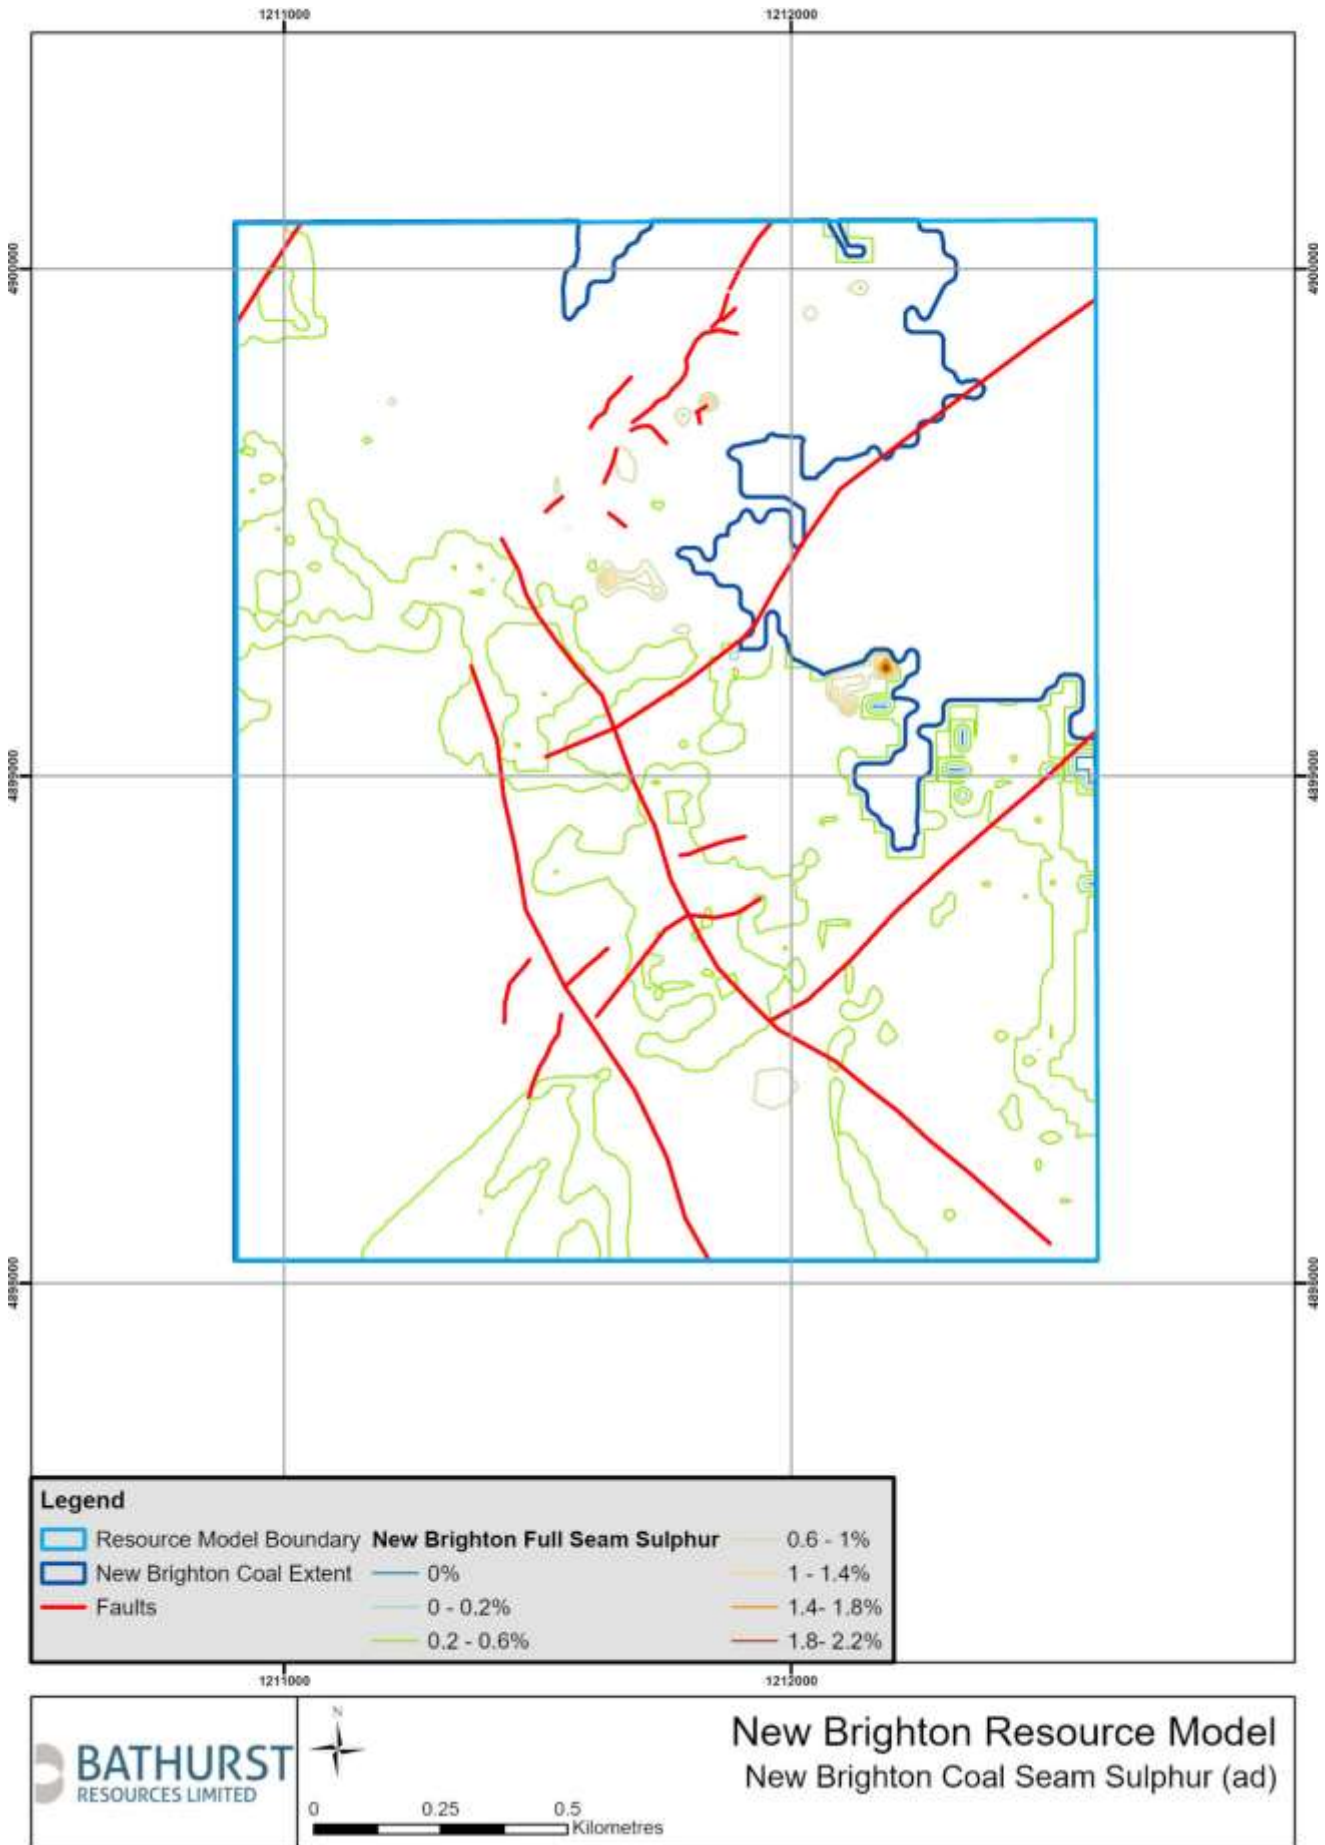 1211000
1212000
4900000
4900000
4899000
4899000
4898000
4898000
Legend
Resource Model Boundary
New Brighton Coal Extent
Faults
New Brighton Full Seam Sulphur
0%
0 - 0.2%
0.2 - 0.6%
0.6 - 1%
1 - 1.4%
1.4- 1.8%
1.8- 2.2%
1211000
1212000
BATHURST
RESOURCES LIMITED
N
0
0.25
0.5
Kilometres
New Brighton Resource Model
New Brighton Coal Seam Sulphur (ad)